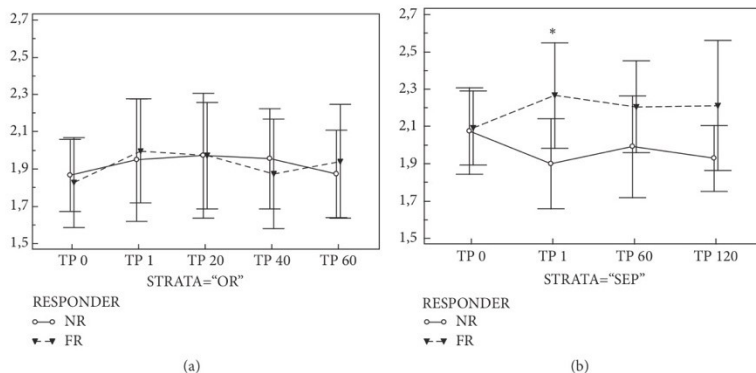 2,7
2,5
2,3
2,1
1,9
1,7
1,5
TP 0 TP 1 TP 20 TP 40 TP 60
STRATA=“OR”
RESPONDER
NR
FR
(a)
2,7
2,5
2,3
2,1
1,9
1,7
1,5
*
TP 0 TP 1 TP 60 TP 120
STRATA=“SEP”
RESPONDER
NR
FR
(b)